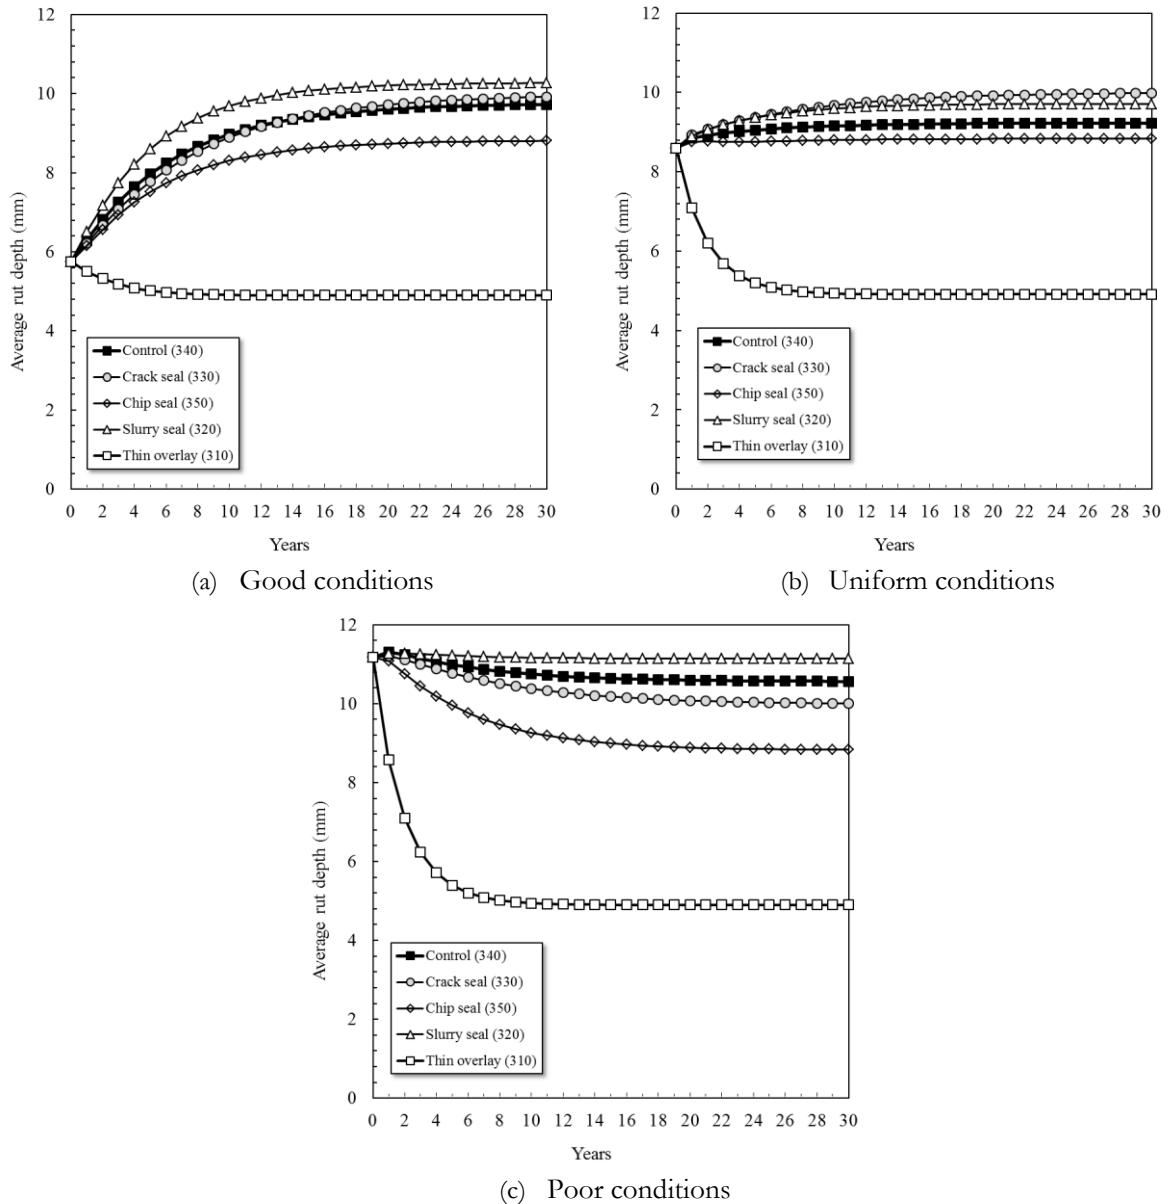 12
10
8
6
4
2
0
Average rut depth (mm)
Control (340)
Crack seal (330)
Chip seal (350)
Slurry seal (320)
Thin overlay (310)
0 2 4 6 8 10 12 14 16 18 20 22 24 26 28 30
Years
(a) Good conditions
12
10
8
6
4
2
0
Average rut depth (mm)
Control (340)
Crack seal (330)
Chip seal (350)
Slurry seal (320)
Thin overlay (310)
0 2 4 6 8 10 12 14 16 18 20 22 24 26 28 30
Years
(b) Uniform conditions
12
10
8
6
4
2
0
Average rut depth (mm)
Control (340)
Crack seal (330)
Chip seal (350)
Slurry seal (320)
Thin overlay (310)
0 2 4 6 8 10 12 14 16 18 20 22 24 26 28 30
Years
(c) Poor conditions